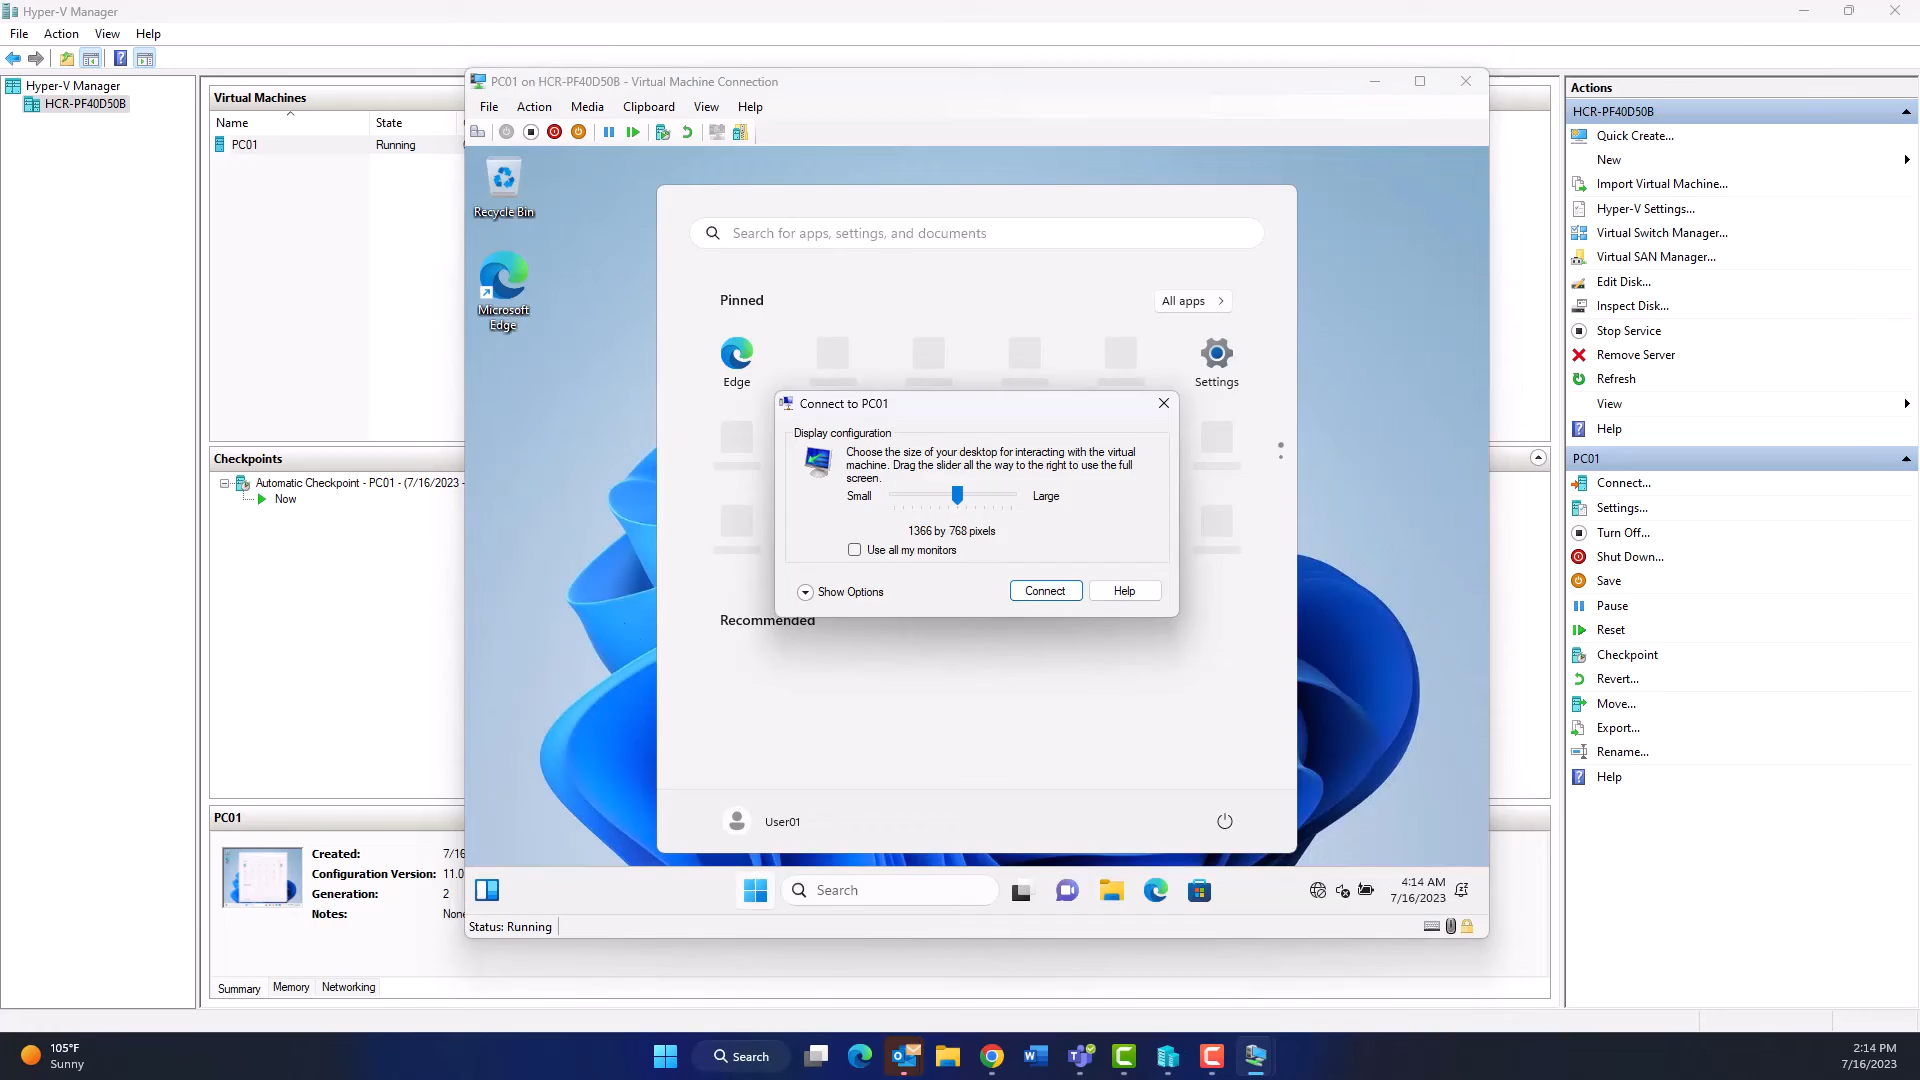 Hyper-V Manager
File Action View Help
Hyper-V Manager
HCR-PF40D50B
Virtual Machines
Name State
PC01 Running
Checkpoints
Automatic Checkpoint - PC01 - (7/16/2023 -
Now
PC01
Created: 7/16
Configuration Version: 11.0
Generation: 2
Notes: None
Summary Memory Networking
PC01 on HCR-PF40D50B - Virtual Machine Connection
File Action Media Clipboard View Help
Recycle Bin
Microsoft
Edge
Search for apps, settings, and documents
Pinned
All apps
Edge
Settings
Connect to PC01
Display configuration
Choose the size of your desktop for interacting with the virtual
machine. Drag the slider all the way to the right to use the full
screen.
Small Large
1366 by 768 pixels
Use all my monitors
Show Options Connect Help
Recommended
User01
Search
4:14 AM
7/16/2023
Status: Running
Actions
HCR-PF40D50B
Quick Create...
New
Import Virtual Machine...
Hyper-V Settings...
Virtual Switch Manager...
Virtual SAN Manager...
Edit Disk...
Inspect Disk...
Stop Service
Remove Server
Refresh
View
Help
PC01
Connect...
Settings...
Turn Off...
Shut Down...
Save
Pause
Reset
Checkpoint
Revert...
Move...
Export...
Rename...
Help
105°F
Sunny
Search
2:14 PM
7/16/2023